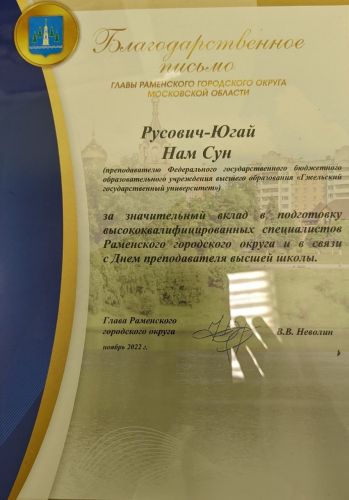 Благодарственное
письмо
ГЛАВЫ РАМЕНСКОГО ГОРОДСКОГО ОКРУГА
МОСКОВСКОЙ ОБЛАСТИ
Русович-Югай
Нам Сун
(преподавателю Федерального государственного бюджетного
образовательного учреждения высшего образования «Гжельский
государственный университет»)
за значительный вклад в подготовку
высококвалифицированных специалистов
Раменского городского округа и в связи
с Днем преподавателя высшей школы.
Глава Раменского
городского округа В.В. Неволин
ноябрь 2022 г.